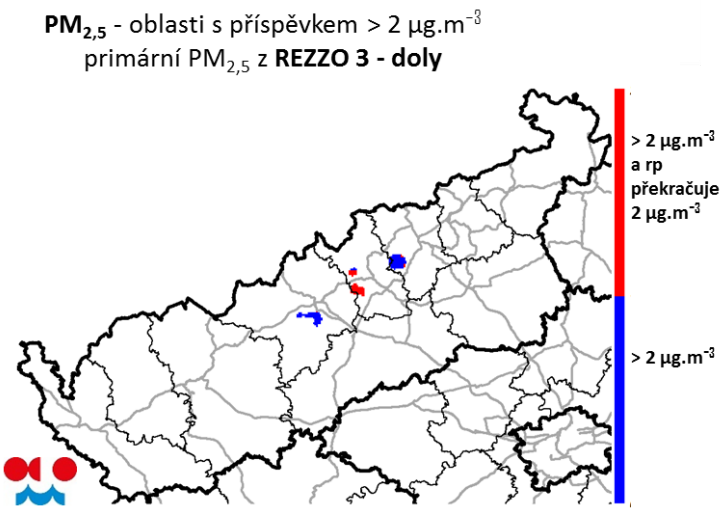 PM2,5 - oblasti s příspěvkem > 2 µg.m⁻³
primární PM2,5 z REZZO 3 - doly
> 2 µg.m⁻³
a rp
překračuje
2 µg.m⁻³
> 2 µg.m⁻³